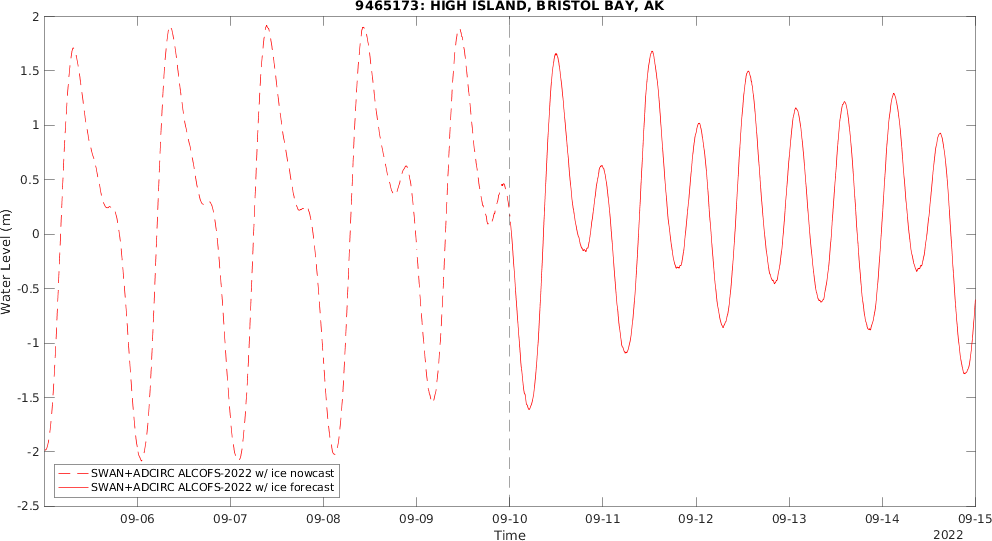 9465173: HIGH ISLAND, BRISTOL BAY, AK
2
1.5
1
0.5
0
-0.5
-1
-1.5
-2
-2.5
Water Level (m)
SWAN+ADCIRC ALCOFS-2022 w/ ice nowcast
SWAN+ADCIRC ALCOFS-2022 w/ ice forecast
09-06 09-07 09-08 09-09 09-10 09-11 09-12 09-13 09-14 09-15
Time
2022